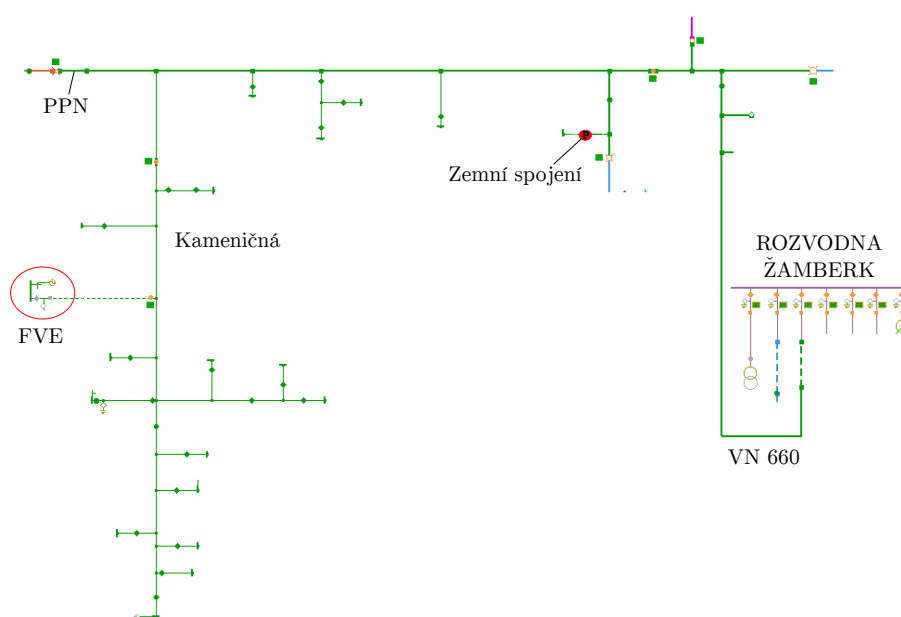 PPN
P
Zemní spojení
Kameničná
ROZVODNA
ŽAMBERK
FVE
VN 660